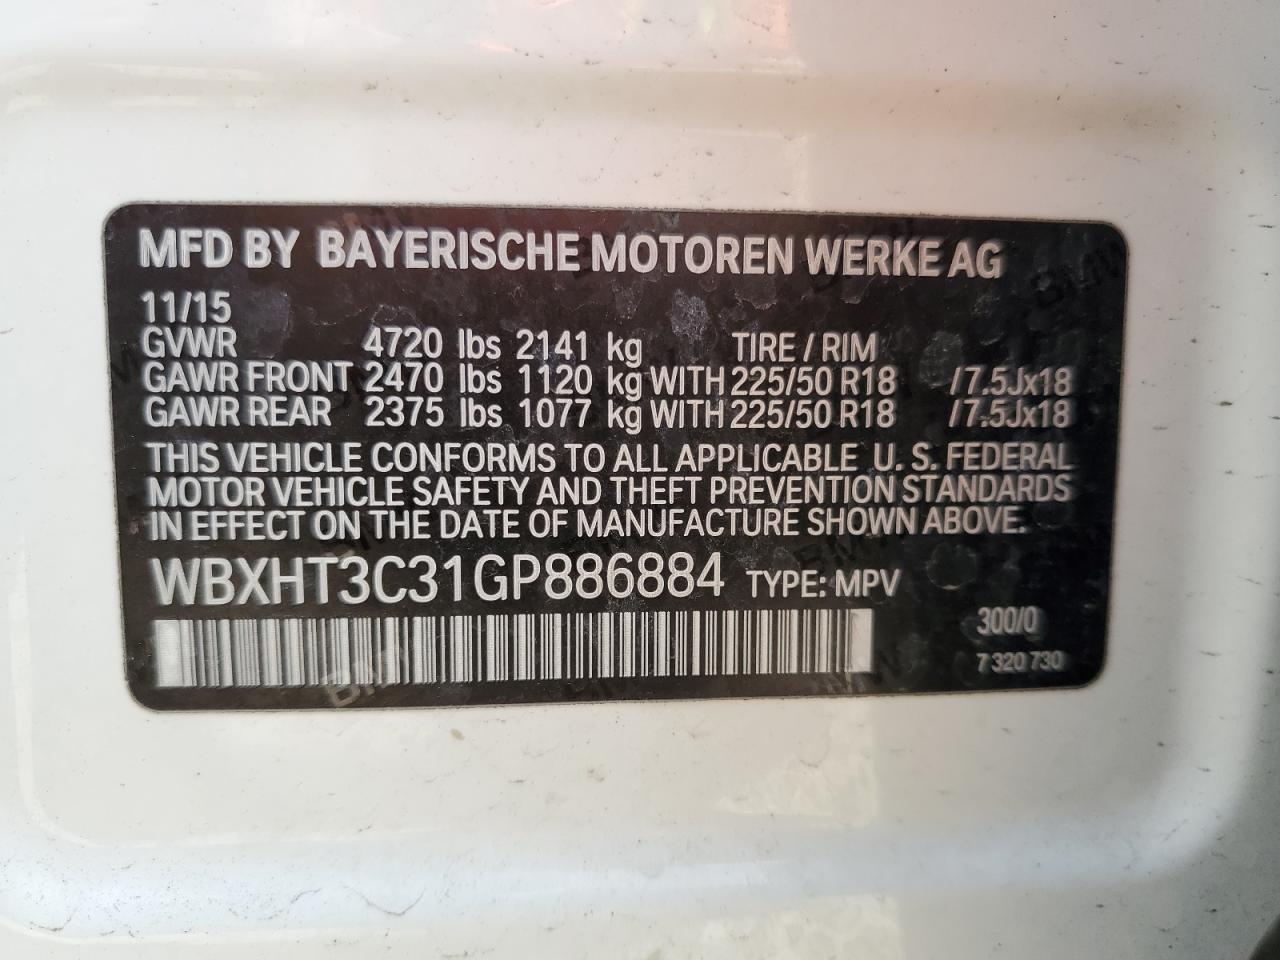 MFD BY BAYERISCHE MOTOREN WERKE AG
11/15
GVWR 4720 lbs 2141 kg TIRE / RIM
GAWR FRONT 2470 lbs 1120 kg WITH 225/50 R18 /7.5Jx18
GAWR REAR 2375 lbs 1077 kg WITH 225/50 R18 /7.5Jx18
THIS VEHICLE CONFORMS TO ALL APPLICABLE U. S. FEDERAL
MOTOR VEHICLE SAFETY AND THEFT PREVENTION STANDARDS
IN EFFECT ON THE DATE OF MANUFACTURE SHOWN ABOVE.
WBXHT3C31GP886884 TYPE: MPV
300/0
7 320 730